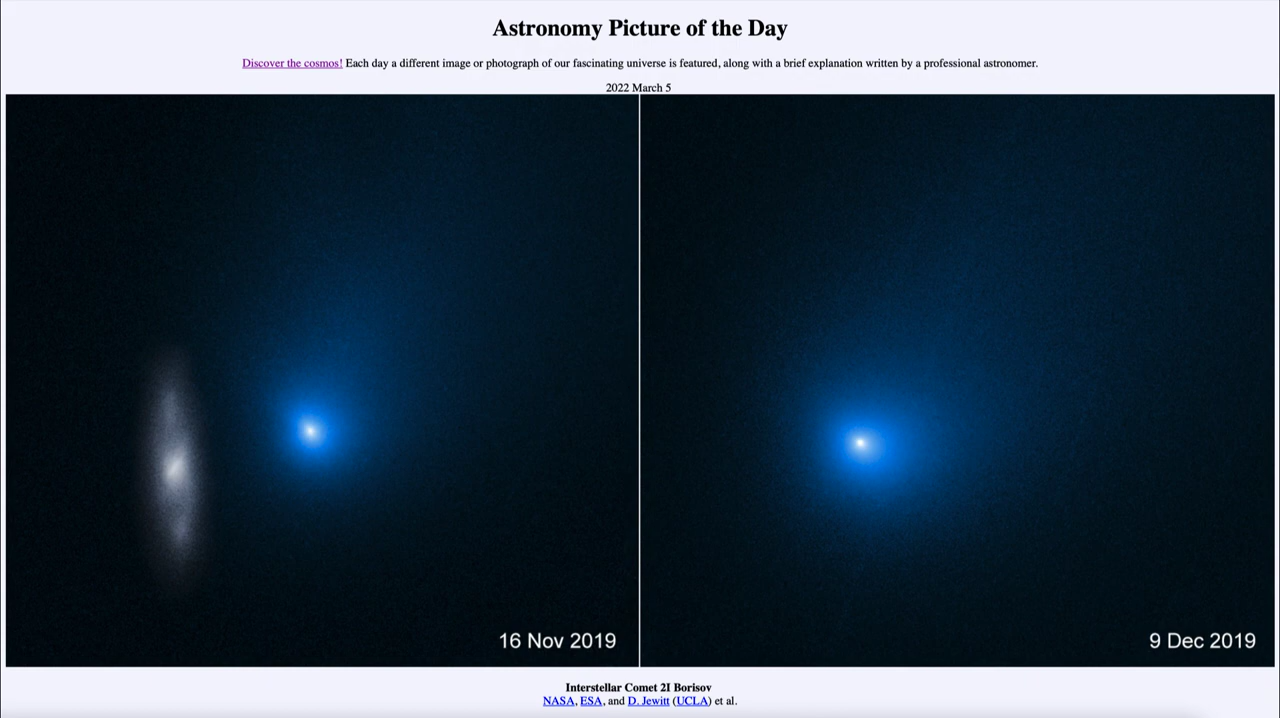 Astronomy Picture of the Day
Discover the cosmos! Each day a different image or photograph of our fascinating universe is featured, along with a brief explanation written by a professional astronomer.
2022 March 5
16 Nov 2019
9 Dec 2019
Interstellar Comet 2I Borisov
NASA, ESA, and D. Jewitt (UCLA) et al.